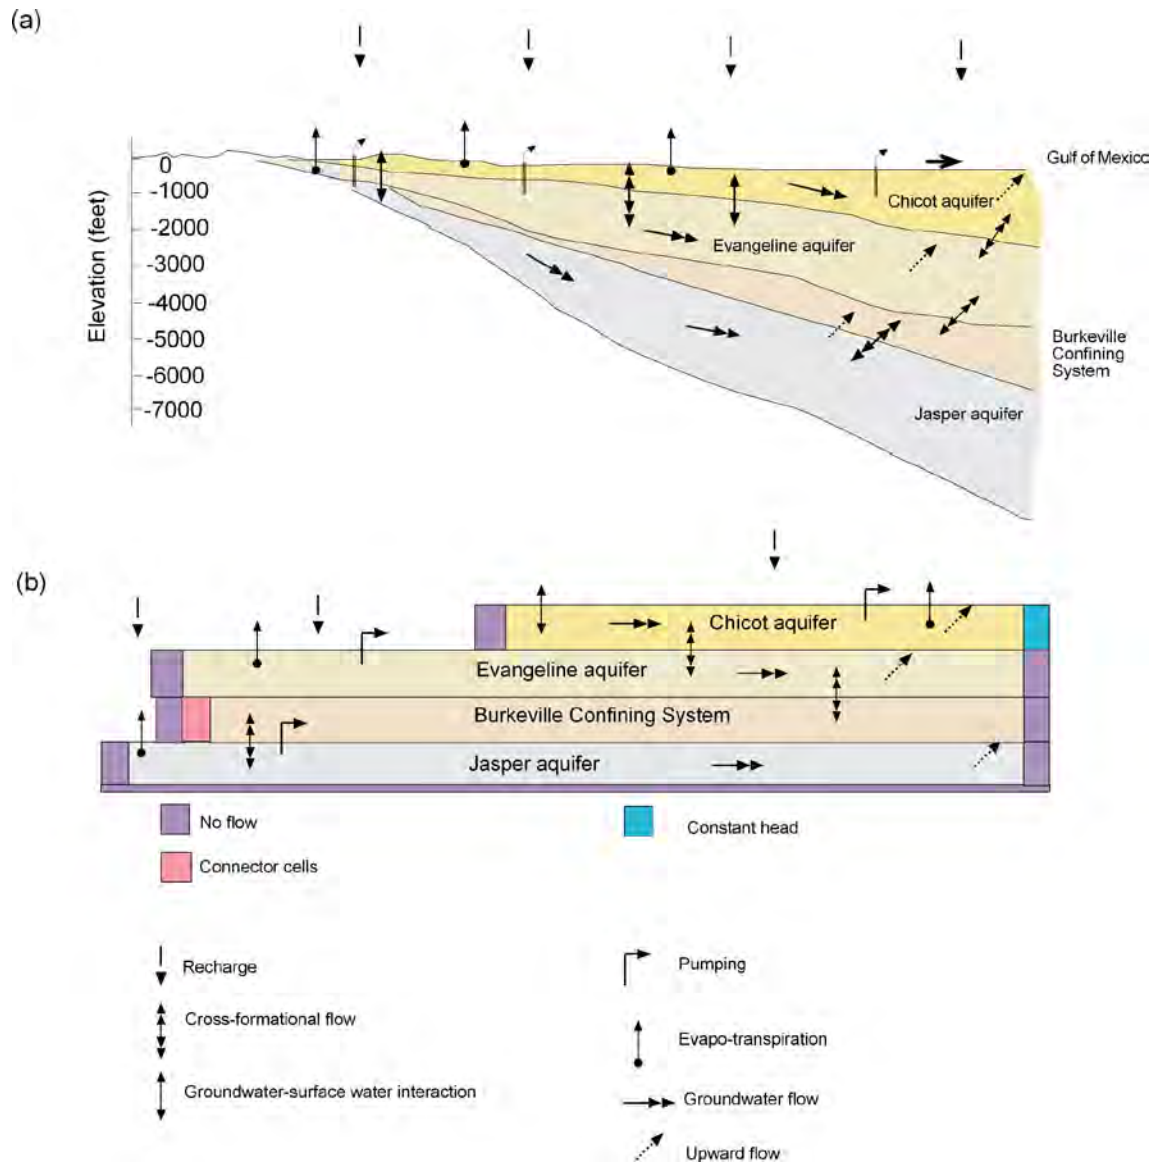 (a)
Elevation (feet)
0
-1000
-2000
-3000
-4000
-5000
-6000
-7000
Gulf of Mexico
Chicot aquifer
Evangeline aquifer
Burkeville
Confining
System
Jasper aquifer
(b)
Chicot aquifer
Evangeline aquifer
Burkeville Confining System
Jasper aquifer
No flow
Constant head
Connector cells
Recharge
Pumping
Cross-formational flow
Evapo-transpiration
Groundwater-surface water interaction
Groundwater flow
Upward flow